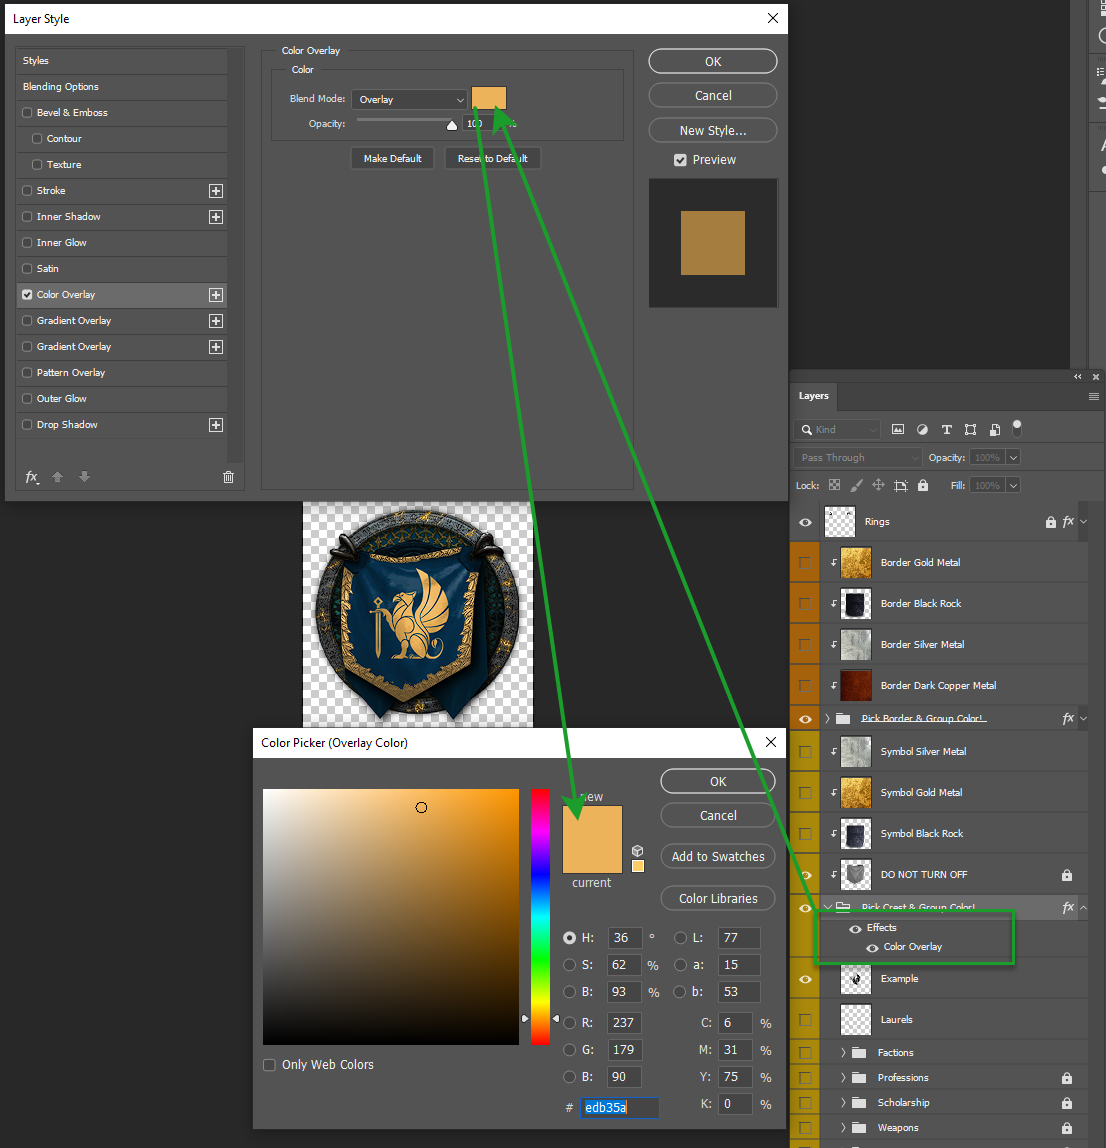 Layer Style
Styles
Blending Options
Bevel & Emboss
Contour
Texture
Stroke
Inner Shadow
Inner Glow
Satin
Color Overlay
Gradient Overlay
Gradient Overlay
Pattern Overlay
Outer Glow
Drop Shadow
fx
Color Overlay
Color
Blend Mode: Overlay
Opacity: 100 %
Make Default Reset to Default
OK
Cancel
New Style...
Preview
Layers
Kind
Pass Through Opacity: 100%
Lock: Fill: 100%
Rings fx
Border Gold Metal
Border Black Rock
Border Silver Metal
Border Dark Copper Metal
Pick Border & Group Color! fx
Symbol Silver Metal
Symbol Gold Metal
Symbol Black Rock
DO NOT TURN OFF
Pick Crest & Group Color! fx
Effects
Color Overlay
Example
Laurels
Factions
Professions
Scholarship
Weapons
Color Picker (Overlay Color)
new
current
OK
Cancel
Add to Swatches
Color Libraries
H: 36 ° L: 77
S: 62 % a: 15
B: 93 % b: 53
R: 237 C: 6 %
G: 179 M: 31 %
B: 90 Y: 75 %
# edb35a K: 0 %
Only Web Colors